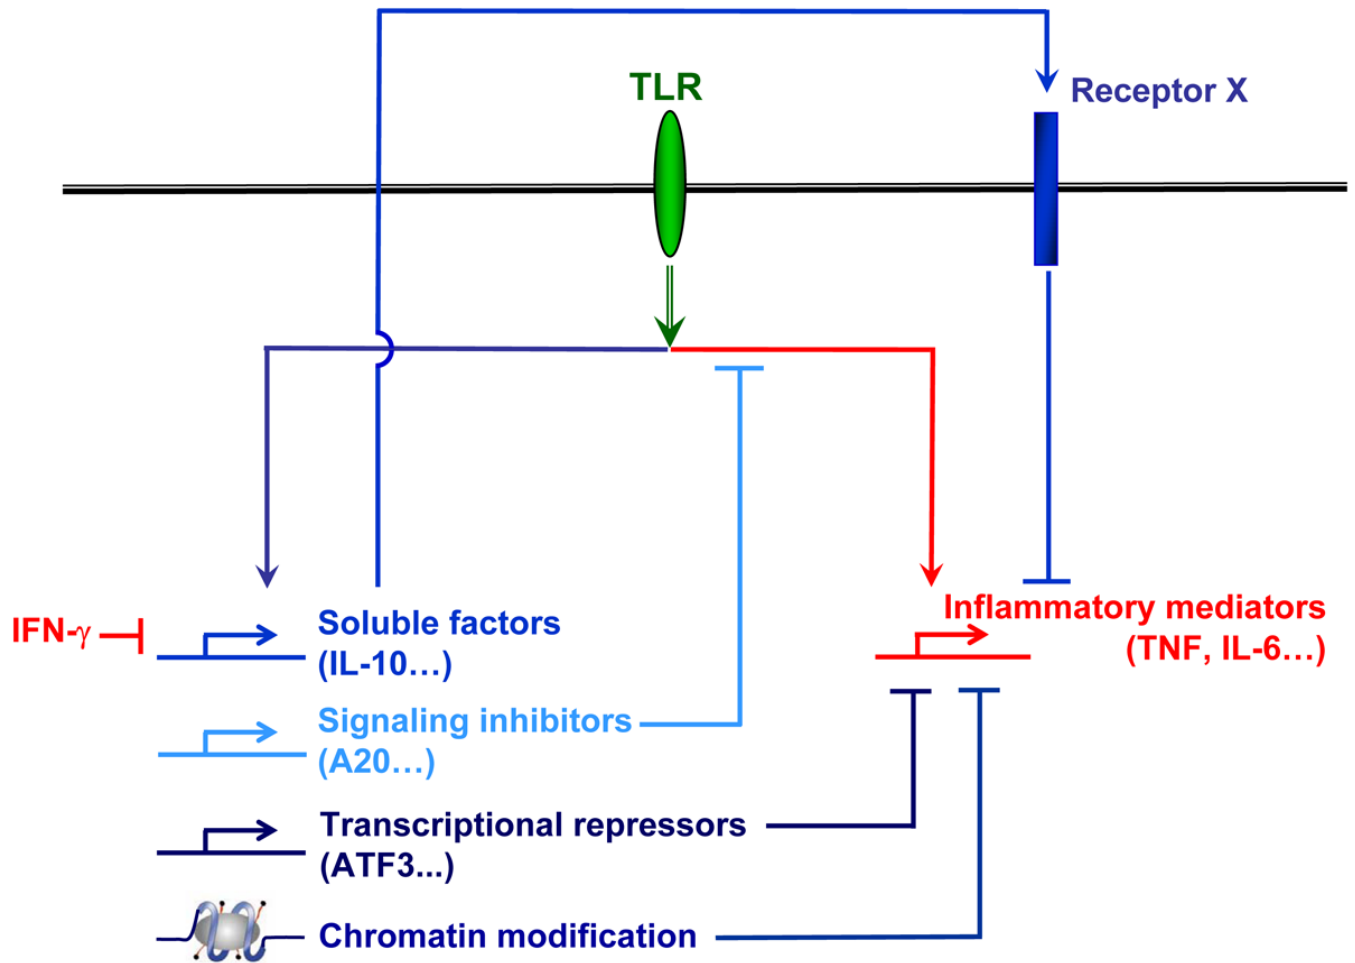 TLR
Receptor X
IFN-γ
Soluble factors
(IL-10…)
Inflammatory mediators
(TNF, IL-6…)
Signaling inhibitors
(A20…)
Transcriptional repressors
(ATF3...)
Chromatin modification